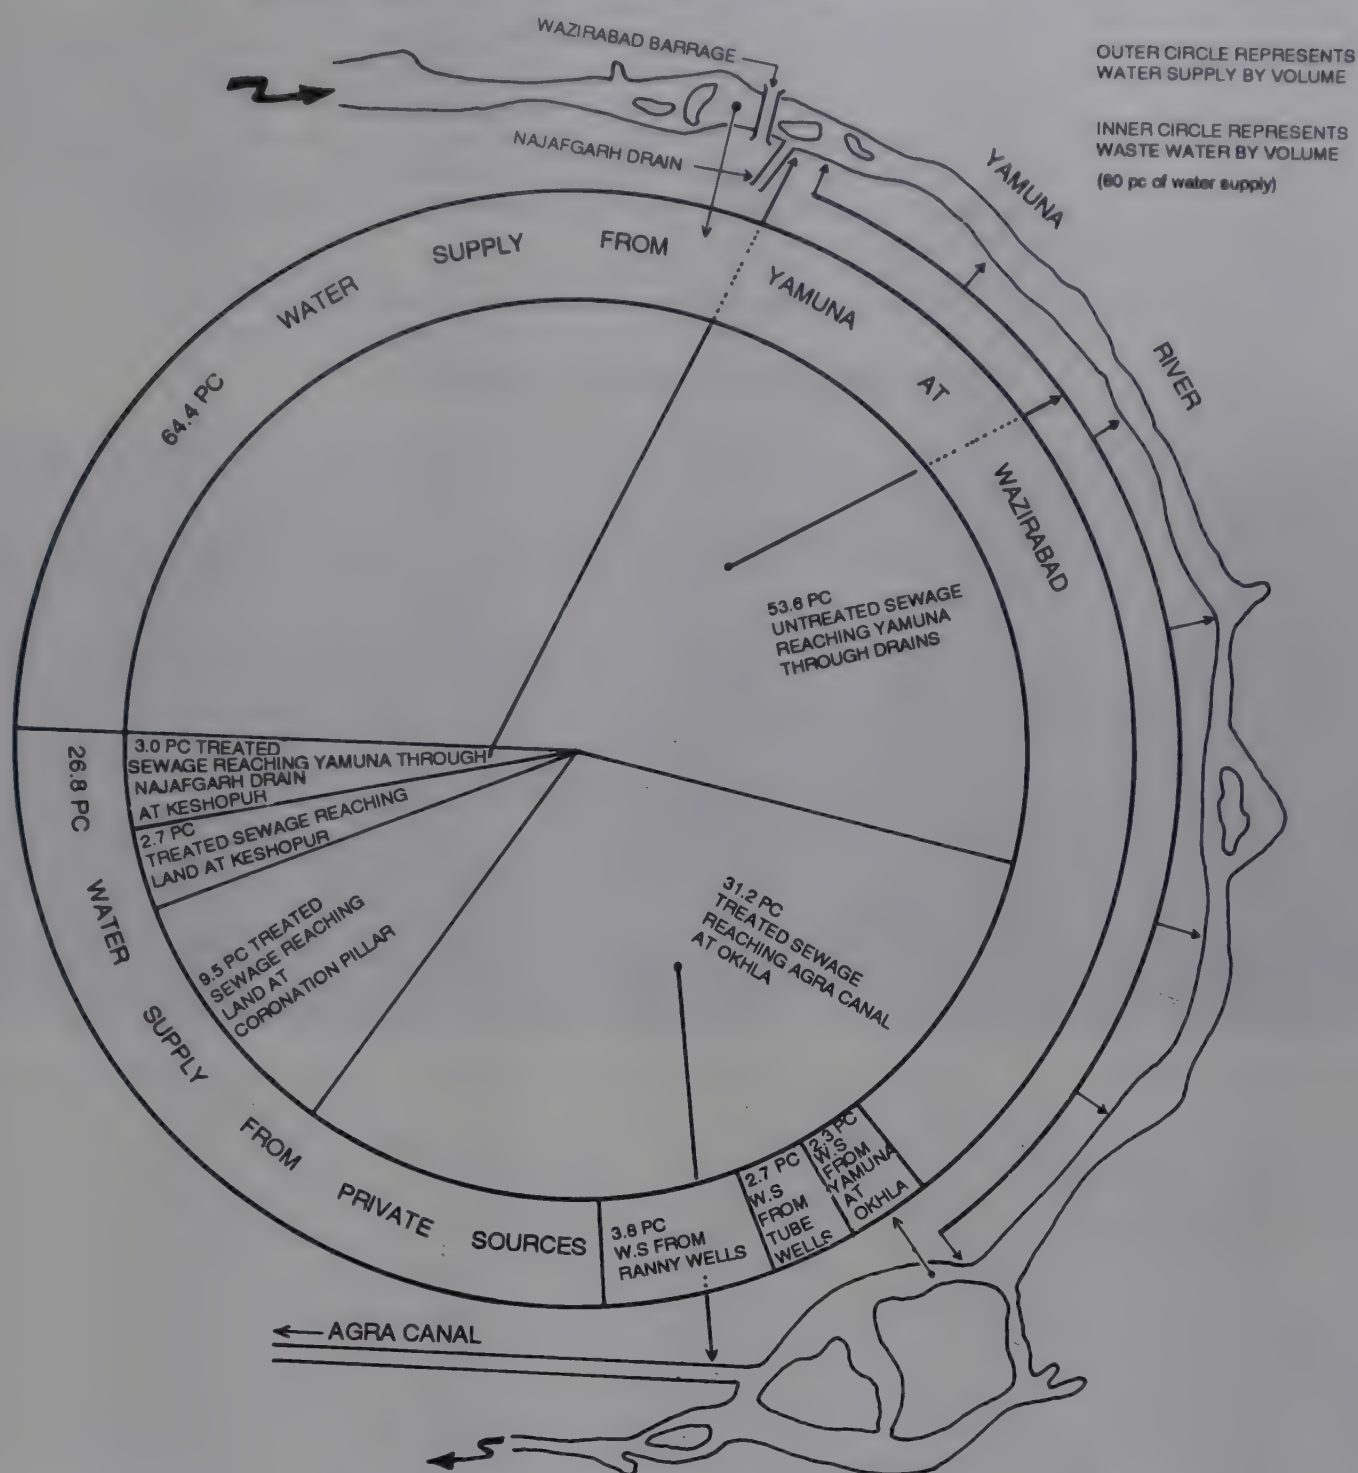 WAZIRABAD BARRAGE
OUTER CIRCLE REPRESENTS
WATER SUPPLY BY VOLUME
INNER CIRCLE REPRESENTS
WASTE WATER BY VOLUME
(80 pc of water supply)
NAJAFGARH DRAIN
YAMUNA
RIVER
64.4 PC WATER SUPPLY FROM YAMUNA AT WAZIRABAD
53.6 PC
UNTREATED SEWAGE
REACHING YAMUNA
THROUGH DRAINS
3.0 PC TREATED
SEWAGE REACHING YAMUNA THROUGH
NAJAFGARH DRAIN
AT KESHOPUR
2.7 PC
TREATED SEWAGE REACHING
LAND AT KESHOPUR
9.5 PC TREATED
SEWAGE REACHING
LAND AT
CORONATION PILLAR
31.2 PC
TREATED SEWAGE
REACHING AGRA CANAL
AT OKHLA
26.8 PC WATER SUPPLY FROM PRIVATE SOURCES
3.8 PC
W.S FROM
RANNY WELLS
2.7 PC
W.S
FROM
TUBE
WELLS
2.3 PC
W.S
FROM
YAMUNA
AT
OKHLA
AGRA CANAL